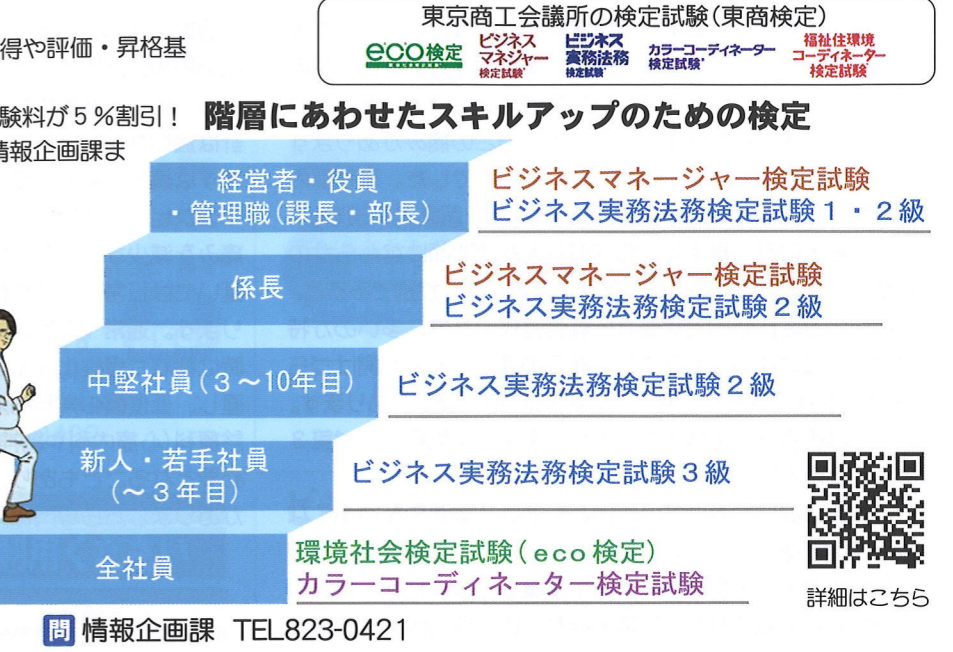 東京商工会議所の検定試験(東商検定)
eco検定
ビジネス
マネジャー
検定試験
ビジネス
実務法務
検定試験
カラーコーディネーター
検定試験
福祉住環境
コーディネーター
検定試験
得や評価・昇格基
験料が5%割引!
情報企画課ま
階層にあわせたスキルアップのための検定
経営者・役員
・管理職(課長・部長)
ビジネスマネージャー検定試験
ビジネス実務法務検定試験1・2級
係長
ビジネスマネージャー検定試験
ビジネス実務法務検定試験2級
中堅社員(3~10年目)
ビジネス実務法務検定試験2級
新人・若手社員
(~3年目)
ビジネス実務法務検定試験3級
全社員
環境社会検定試験(eco検定)
カラーコーディネーター検定試験
詳細はこちら
問 情報企画課 TEL823-0421